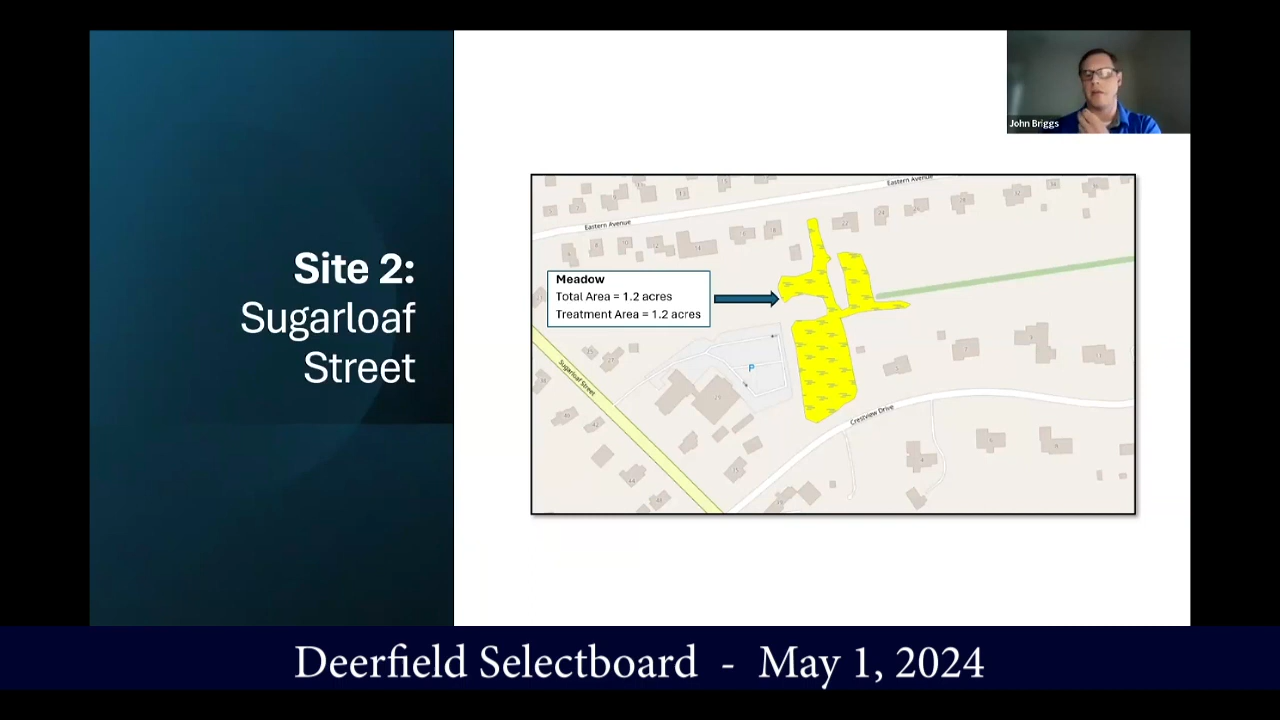 John Briggs
Site 2:
Sugarloaf
Street
Eastern Avenue
Eastern Avenue
Meadow
Total Area = 1.2 acres
Treatment Area = 1.2 acres
P
Sugarloaf Street
Crestview Drive
Deerfield Selectboard - May 1, 2024